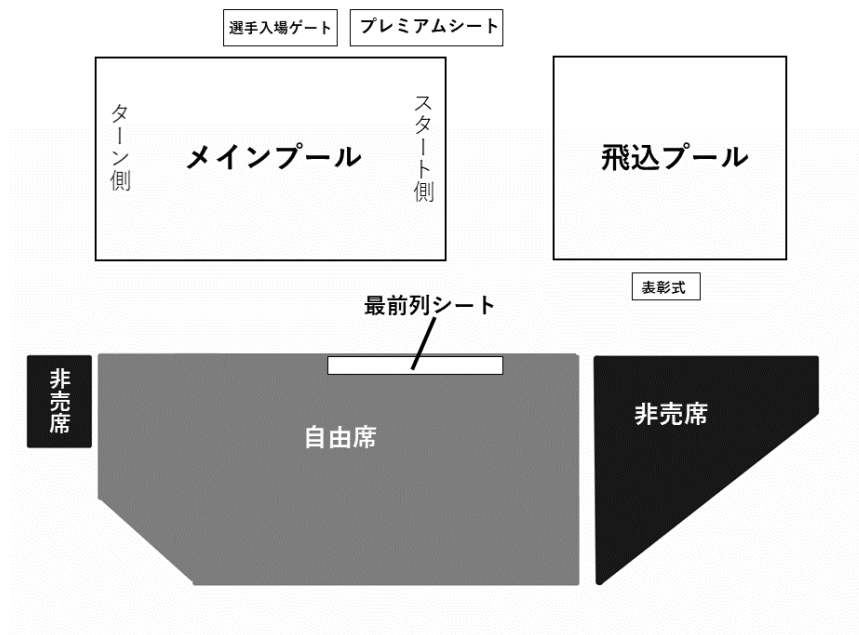 選手入場ゲート
プレミアムシート
ターン側
メインプール
スタート側
飛込プール
表彰式
最前列シート
非売席
自由席
非売席